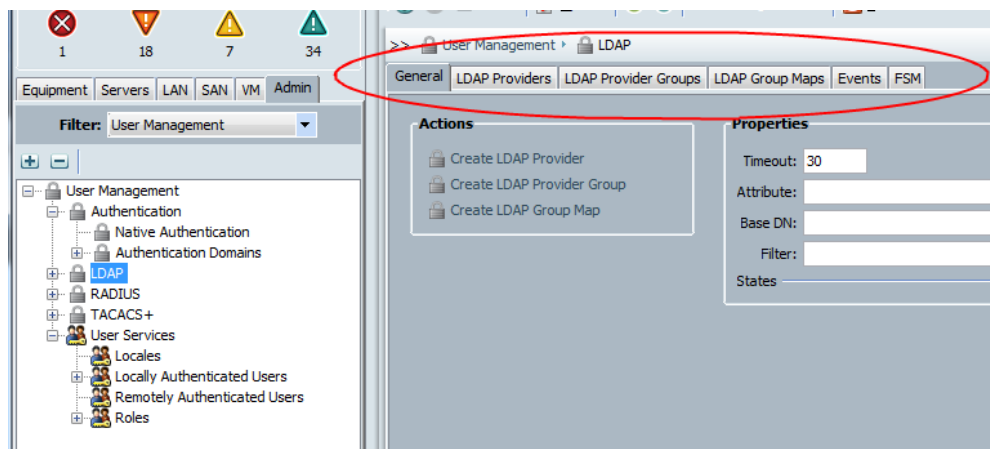 1 18 7 34
>> User Management LDAP
Equipment Servers LAN SAN VM Admin
General LDAP Providers LDAP Provider Groups LDAP Group Maps Events FSM
Filter: User Management
Actions
Create LDAP Provider
Create LDAP Provider Group
Create LDAP Group Map
Properties
Timeout: 30
Attribute:
Base DN:
Filter:
States
User Management
Authentication
Native Authentication
Authentication Domains
LDAP
RADIUS
TACACS+
User Services
Locales
Locally Authenticated Users
Remotely Authenticated Users
Roles